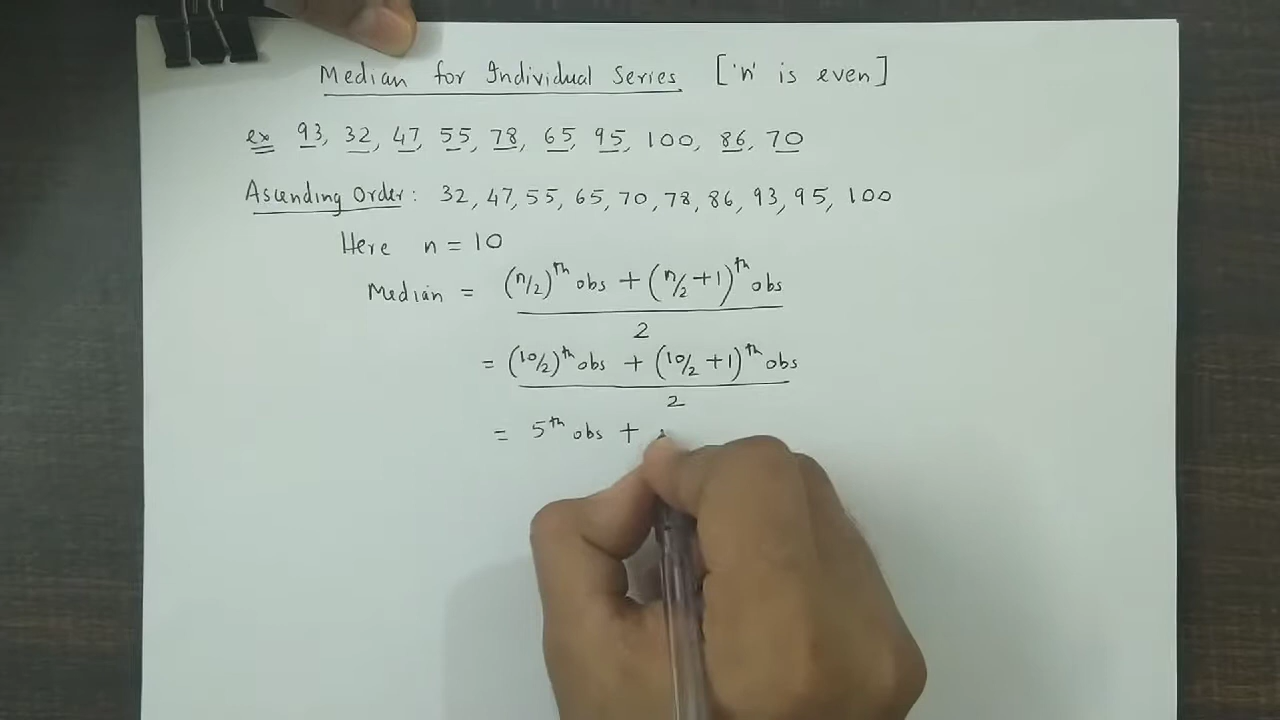 Median for Individual Series ['n' is even]
ex 93, 32, 47, 55, 78, 65, 95, 100, 86, 70
Ascending Order: 32, 47, 55, 65, 70, 78, 86, 93, 95, 100
Here n = 10
Median = (n/2)th obs + (n/2 + 1)th obs
2
= (10/2)th obs + (10/2 + 1)th obs
2
= 5th obs +